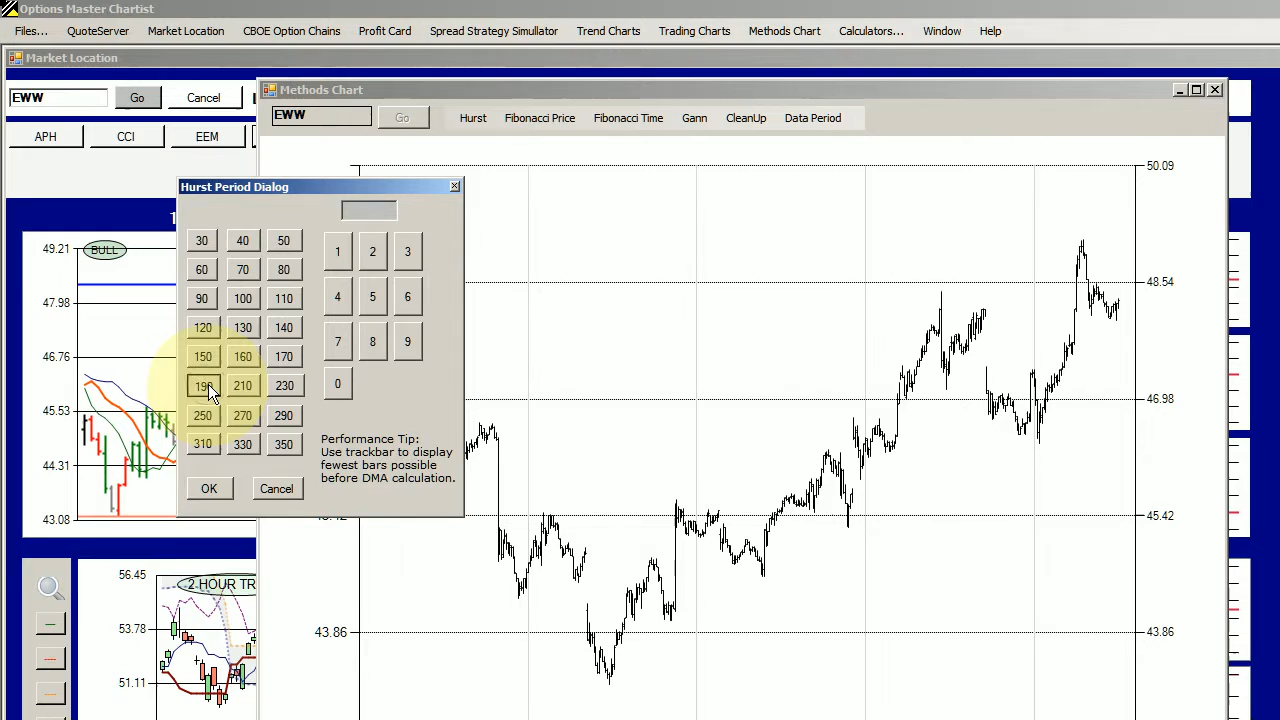 Options Master Chartist
Files... QuoteServer Market Location CBOE Option Chains Profit Card Spread Strategy Simullator Trend Charts Trading Charts Methods Chart Calculators... Window Help
Market Location
EWW Go Cancel
APH CCI EEM
Methods Chart
EWW Go Hurst Fibonacci Price Fibonacci Time Gann CleanUp Data Period
Hurst Period Dialog
30 40 50
60 70 80
90 100 110
120 130 140
150 160 170
190 210 230
250 270 290
310 330 350
1 2 3
4 5 6
7 8 9
0
Performance Tip:
Use trackbar to display
fewest bars possible
before DMA calculation.
OK Cancel
49.21
BULL
47.98
46.76
45.53
44.31
43.08
56.45
2 HOUR TR
53.78
51.11
50.09
48.54
46.98
45.42
43.86
43.86